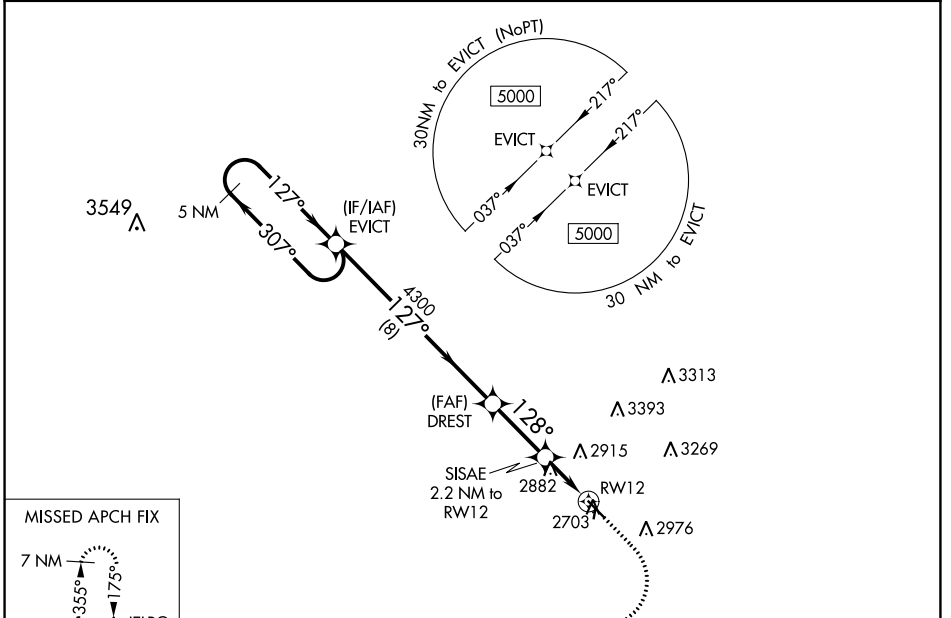 30NM to EVICT (NoPT)
5000
217°
217°
EVICT
EVICT
037°
037°
5000
30 NM to EVICT
3549
5 NM
127°
307°
(IF/IAF)
EVICT
4300
127°
(8)
3313
3393
(FAF)
DREST
128°
2915
3269
SISAE
2.2 NM to
RW12
2882
RW12
2703
2976
MISSED APCH FIX
7 NM
355°
175°